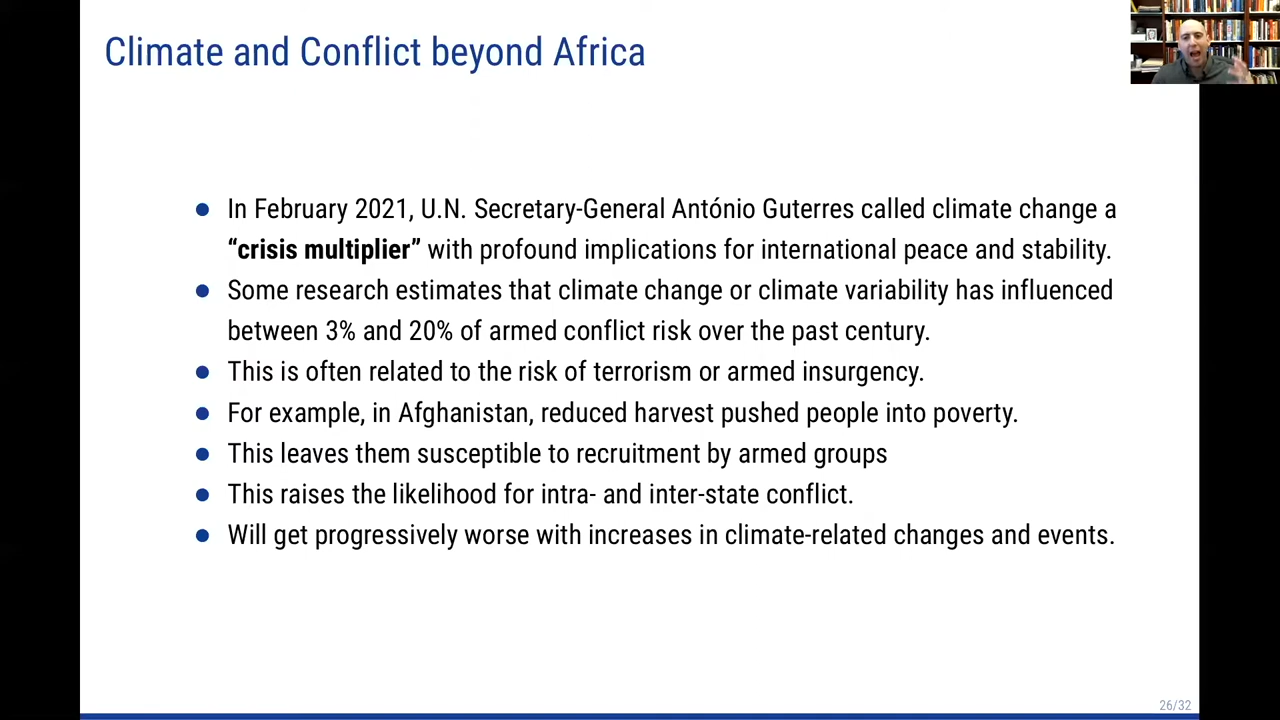 Climate and Conflict beyond Africa
● In February 2021, U.N. Secretary-General António Guterres called climate change a
“crisis multiplier” with profound implications for international peace and stability.
● Some research estimates that climate change or climate variability has influenced
between 3% and 20% of armed conflict risk over the past century.
● This is often related to the risk of terrorism or armed insurgency.
● For example, in Afghanistan, reduced harvest pushed people into poverty.
● This leaves them susceptible to recruitment by armed groups
● This raises the likelihood for intra- and inter-state conflict.
● Will get progressively worse with increases in climate-related changes and events.
26/32